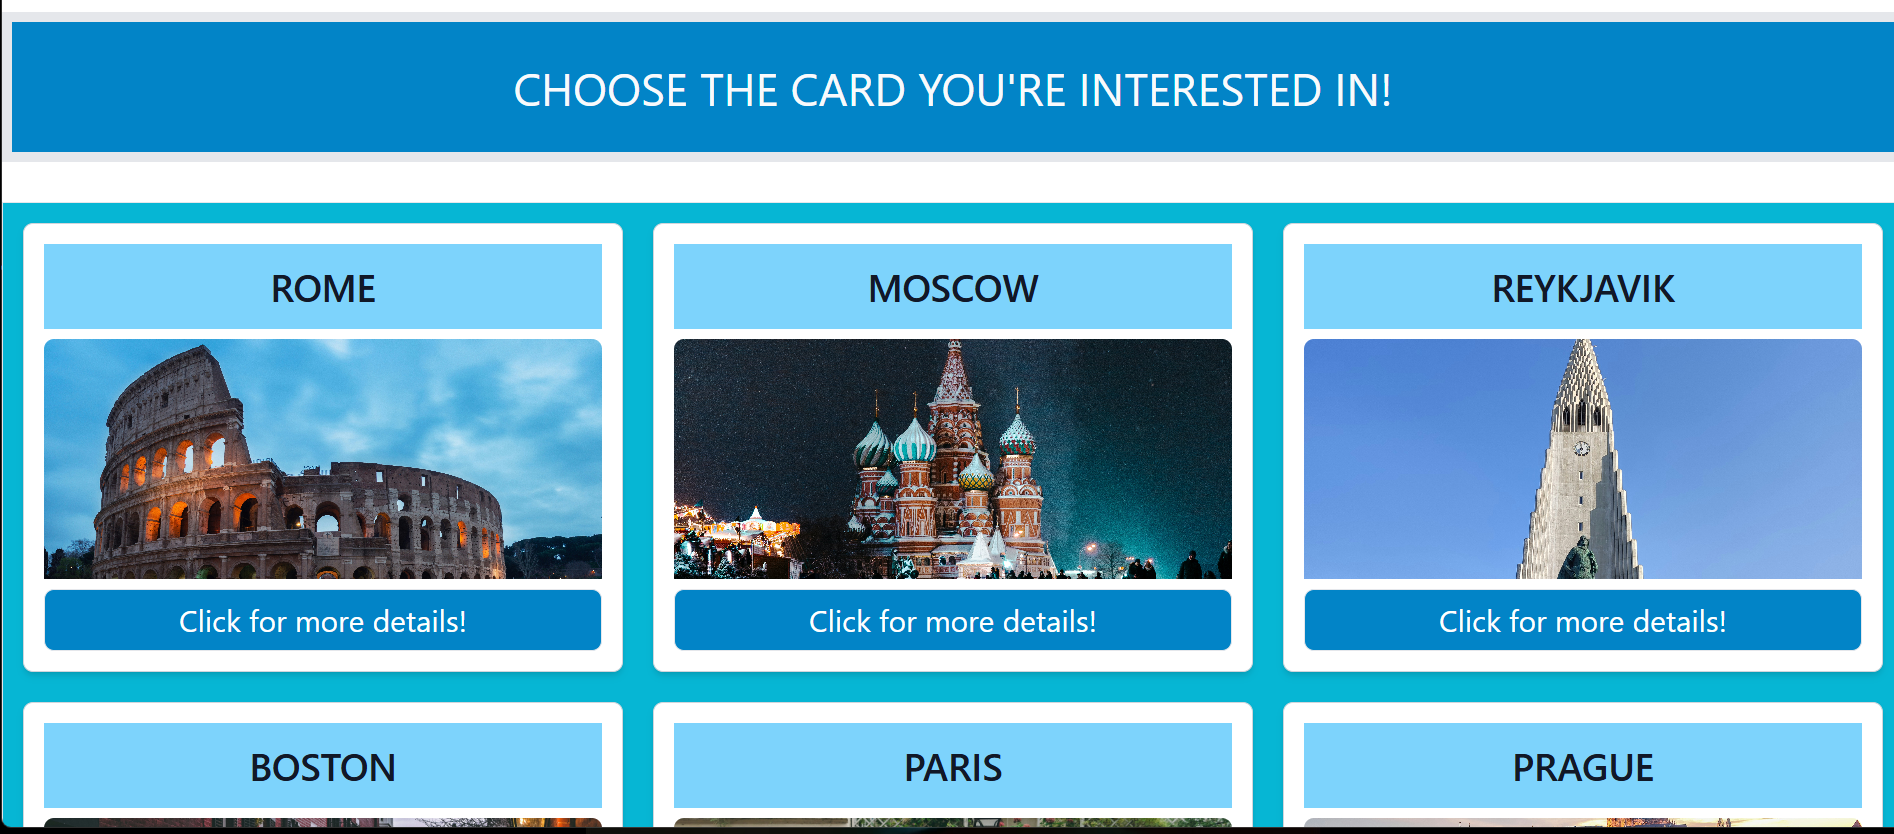 CHOOSE THE CARD YOU'RE INTERESTED IN!
ROME
MOSCOW
REYKJAVIK
Click for more details!
Click for more details!
Click for more details!
BOSTON
PARIS
PRAGUE